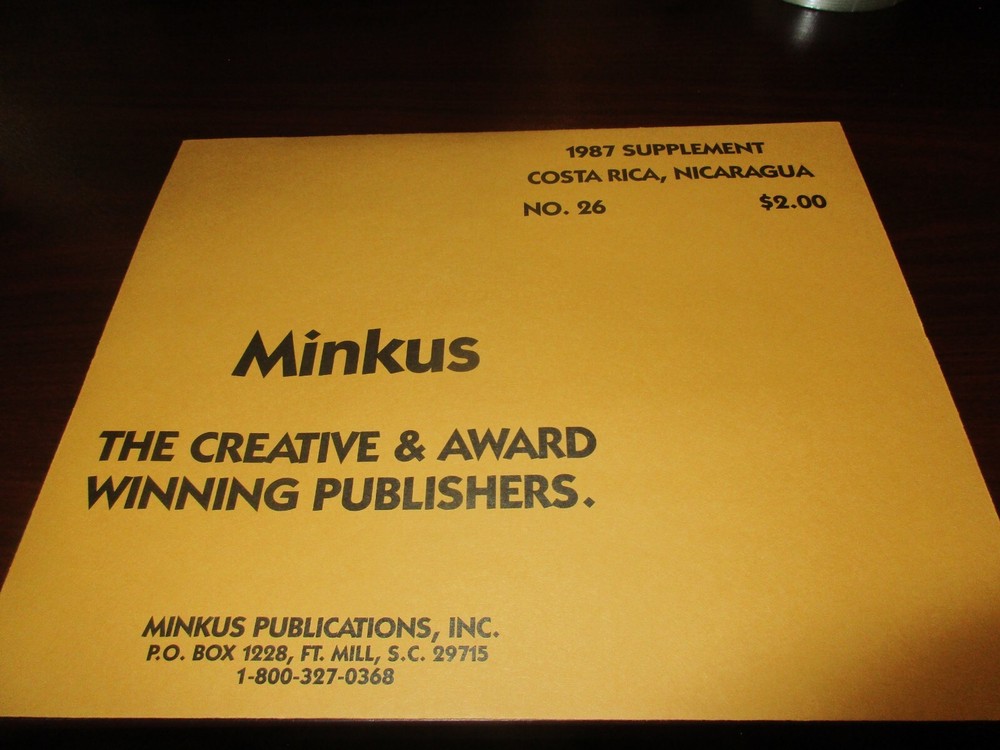 1987 SUPPLEMENT
COSTA RICA, NICARAGUA
NO. 26 $2.00
Minkus
THE CREATIVE & AWARD
WINNING PUBLISHERS.
MINKUS PUBLICATIONS, INC.
P.O. BOX 1228, FT. MILL, S.C. 29715
1-800-327-0368